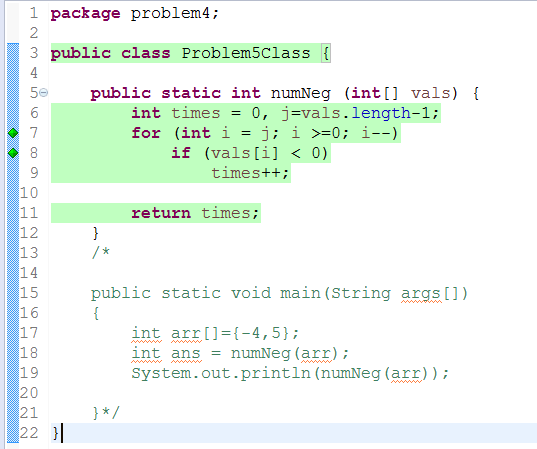 1 package problem4;
2
3 public class Problem5Class {
4
5 public static int numNeg (int[] vals) {
6 int times = 0, j=vals.length-1;
7 for (int i = j; i >=0; i--)
8 if (vals[i] < 0)
9 times++;
10
11 return times;
12 }
13 /*
14
15 public static void main(String args[])
16 {
17 int arr[]={-4,5};
18 int ans = numNeg(arr);
19 System.out.println(numNeg(arr));
20
21 }*/
22 }